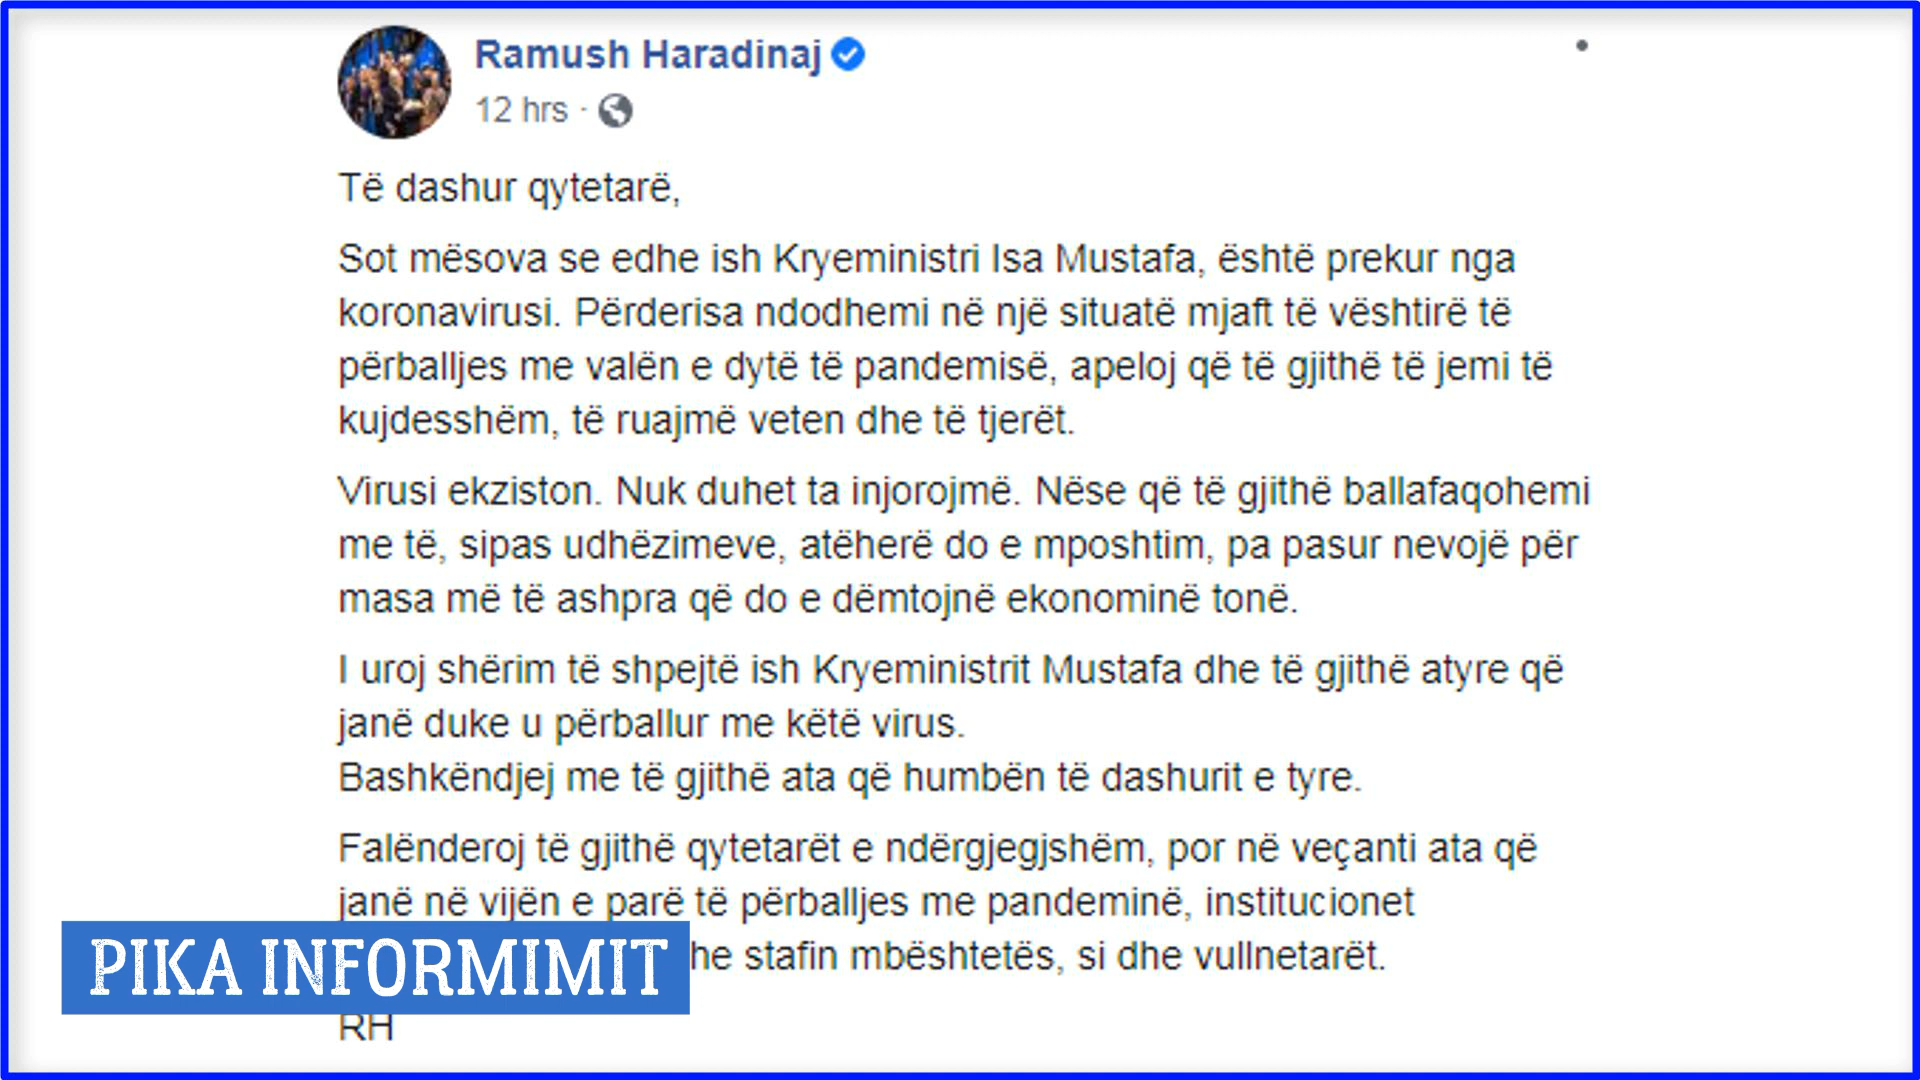 Ramush Haradinaj
12 hrs ·
Të dashur qytetarë,
Sot mësova se edhe ish Kryeministri Isa Mustafa, është prekur nga
koronavirusi. Përderisa ndodhemi në një situatë mjaft të vështirë të
përballjes me valën e dytë të pandemisë, apeloj që të gjithë të jemi të
kujdesshëm, të ruajmë veten dhe të tjerët.
Virusi ekziston. Nuk duhet ta injorojmë. Nëse që të gjithë ballafaqohemi
me të, sipas udhëzimeve, atëherë do e mposhtim, pa pasur nevojë për
masa më të ashpra që do e dëmtojnë ekonominë tonë.
I uroj shërim të shpejtë ish Kryeministrit Mustafa dhe të gjithë atyre që
janë duke u përballur me këtë virus.
Bashkëndjej me të gjithë ata që humbën të dashurit e tyre.
Falënderoj të gjithë qytetarët e ndërgjegjshëm, por në veçanti ata që
janë në vijën e parë të përballjes me pandeminë, institucionet
he stafin mbështetës, si dhe vullnetarët.
PIKA INFORMIMIT
RH